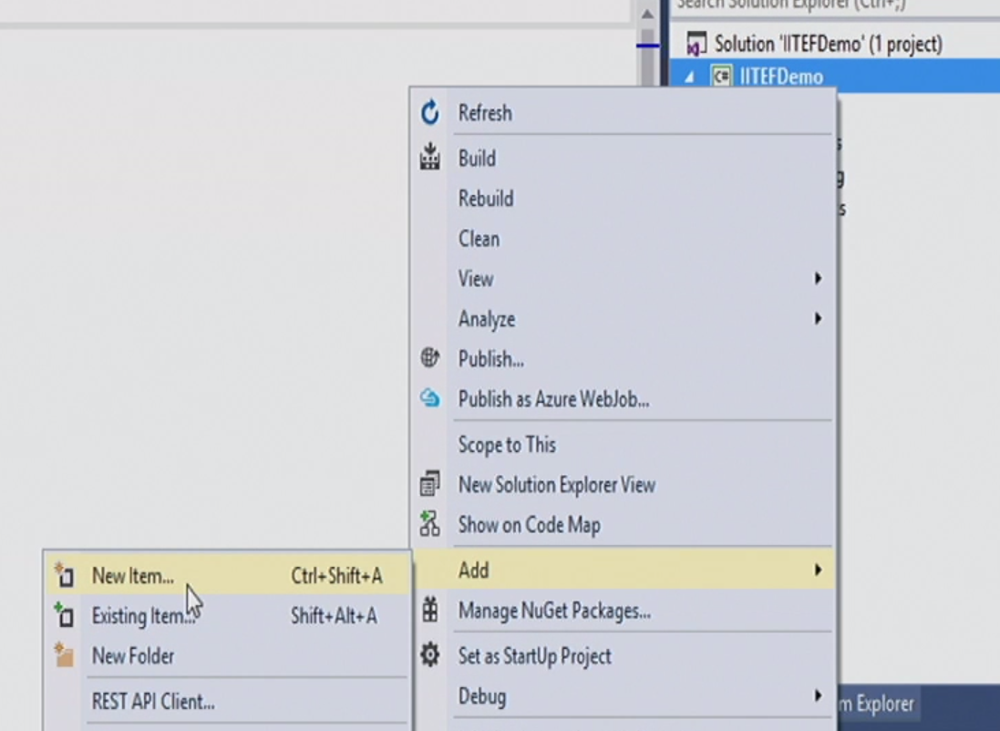 Search Solution Explorer (Ctrl+;)
Solution 'IITEFDemo' (1 project)
C# IITEFDemo
Refresh
Build
Rebuild
Clean
View
Analyze
Publish...
Publish as Azure WebJob...
Scope to This
New Solution Explorer View
Show on Code Map
Add
New Item... Ctrl+Shift+A
Existing Item... Shift+Alt+A
Manage NuGet Packages...
New Folder
Set as StartUp Project
REST API Client...
Debug
Explorer